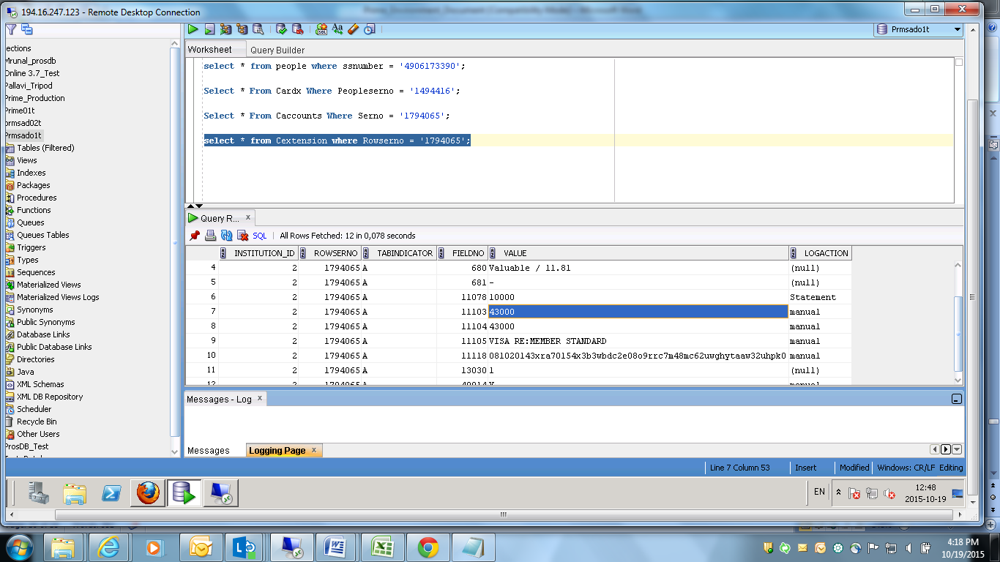 194.16.247.123 - Remote Desktop Connection
Prmsado1t
ections
Mrunal_prosdb
Online 3.7_Test
Pallavi_Tripod
Prime_Production
Prime01t
prmsad02t
Prmsado1t
Tables (Filtered)
Views
Indexes
Packages
Procedures
Functions
Queues
Queues Tables
Triggers
Types
Sequences
Materialized Views
Materialized Views Logs
Synonyms
Public Synonyms
Database Links
Public Database Links
Directories
Java
XML Schemas
XML DB Repository
Scheduler
Recycle Bin
Other Users
ProsDB_Test
Worksheet Query Builder
select * from people where ssnumber = '4906173390';
Select * From Cardx Where Peopleserno = '1494416';
Select * From Caccounts Where Serno = '1794065';
select * from Cextension where Rowserno = '1794065';
Query R... x
SQL | All Rows Fetched: 12 in 0,078 seconds
INSTITUTION_ID ROWSERNO TABINDICATOR FIELDNO VALUE LOGACTION
4 2 1794065 A 680 Valuable / 11.81 (null)
5 2 1794065 A 681 - (null)
6 2 1794065 A 11078 10000 Statement
7 2 1794065 A 11103 43000 manual
8 2 1794065 A 11104 43000 manual
9 2 1794065 A 11105 VISA RE:MEMBER STANDARD manual
10 2 1794065 A 11118 081020143xra70154x3b3wbdc2e08o9rrc7m48mc62uwghytaaw32uhpk0 manual
11 2 1794065 A 13030 1 (null)
12 2 1794065 A 40014 X manual
Messages - Log x
Messages Logging Page x
Line 7 Column 53 Insert Modified Windows: CR/LF Editing
EN
12:48
2015-10-19
4:18 PM
10/19/2015